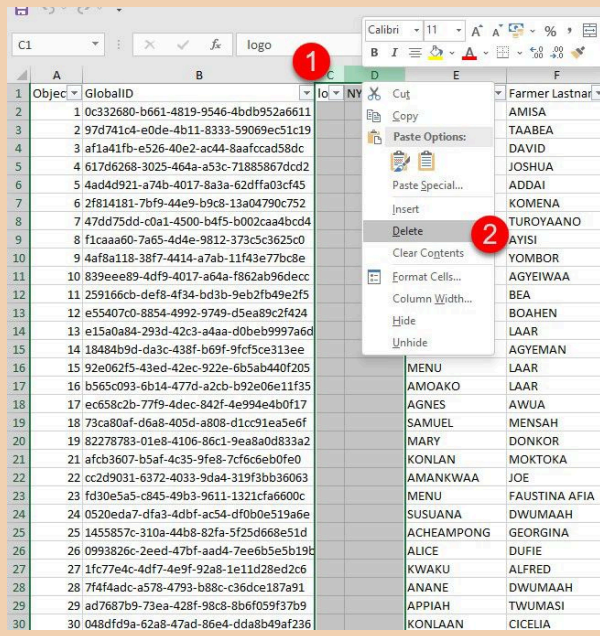 Calibri 11 A A % ,
B I A
C1 fx logo
1
A B C D E F
1 Objec GlobalID lo NY Farmer Lastnar
2 1 0c332680-b661-4819-9546-4bdb952a6611 AMISA
3 2 97d741c4-e0de-4b11-8333-59069ec51c19 TAABEA
4 3 af1a41fb-e526-40e2-ac44-8aafccad58dc DAVID
5 4 617d6268-3025-464a-a53c-71885867dcd2 JOSHUA
6 5 4ad4d921-a74b-4017-8a3a-62dffa03cf45 ADDAI
7 6 2f814181-7bf9-44e9-b9c8-13a04790c752 KOMENA
8 7 47dd75dd-c0a1-4500-b4f5-b002caa4bcd4 TUROYAANO
9 8 f1caaa60-7a65-4d4e-9812-373c5c3625c0 AYISI
10 9 4af8a118-38f7-4414-a7ab-11f43e77bc8e YOMBOR
11 10 839eee89-4df9-4017-a64a-f862ab96decc AGYEIWAA
12 11 259166cb-def8-4f34-bd3b-9eb2fb49e2f5 BEA
13 12 e55407c0-8854-4992-9749-d5ea89c2f424 BOAHEN
14 13 e15a0a84-293d-42c3-a4aa-d0beb9997a6d LAAR
15 14 18484b9d-da3c-438f-b69f-9fcf5ce313ee AGYEMAN
Cut
Copy
Paste Options:
Paste Special...
Insert
Delete
2
Clear Contents
Format Cells...
Column Width...
Hide
Unhide
16 15 92e062f5-43ed-42ec-922e-6b5ab440f205 MENU LAAR
17 16 b565c093-6b14-477d-a2cb-b92e06e11f35 AMOAKO LAAR
18 17 ec658c2b-77f9-4dec-842f-4e994e4b0f17 AGNES AWUA
19 18 73ca80af-d6a8-405d-a808-d1cc91ea5e6f SAMUEL MENSAH
20 19 82278783-01e8-4106-86c1-9ea8a0d833a2 MARY DONKOR
21 20 afcb3607-b5af-4c35-9fe8-7cf6c6eb0fe0 KONLAN MOKTOKA
22 21 cc2d9031-6372-4033-9da4-319f3bb36063 AMANKWAA JOE
23 22 fd30e5a5-c845-49b3-9611-1321cfa6600c MENU FAUSTINA AFIA
24 23 0520eda7-dfa3-4dbf-ac54-df0b0e519a6e SUSUANA DWUMAAH
25 24 1455857c-310a-44b8-82fa-5f25d668e51d ACHEAMPONG GEORGINA
26 25 0993826c-2eed-47bf-aad4-7ee6b5e5b19b ALICE DUFIE
27 26 1fc77e4c-4df7-4e9f-92a8-1e11d28ed2c6 KWAKU ALFRED
28 27 7f4f4adc-a578-4793-b88c-c36dce187a91 ANANE DWUMAAH
29 28 ad7687b9-73ea-428f-98c8-8b6f059f37b9 APPIAH TWUMASI
30 29 048dfd9a-62a8-47ad-86e4-dda8b49af236 KONLAAN CICELIA